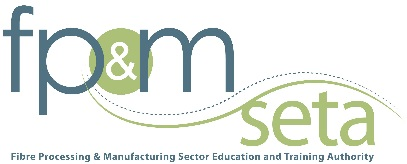 fp&m
seta
Fibre Processing & Manufacturing Sector Education and Training Authority